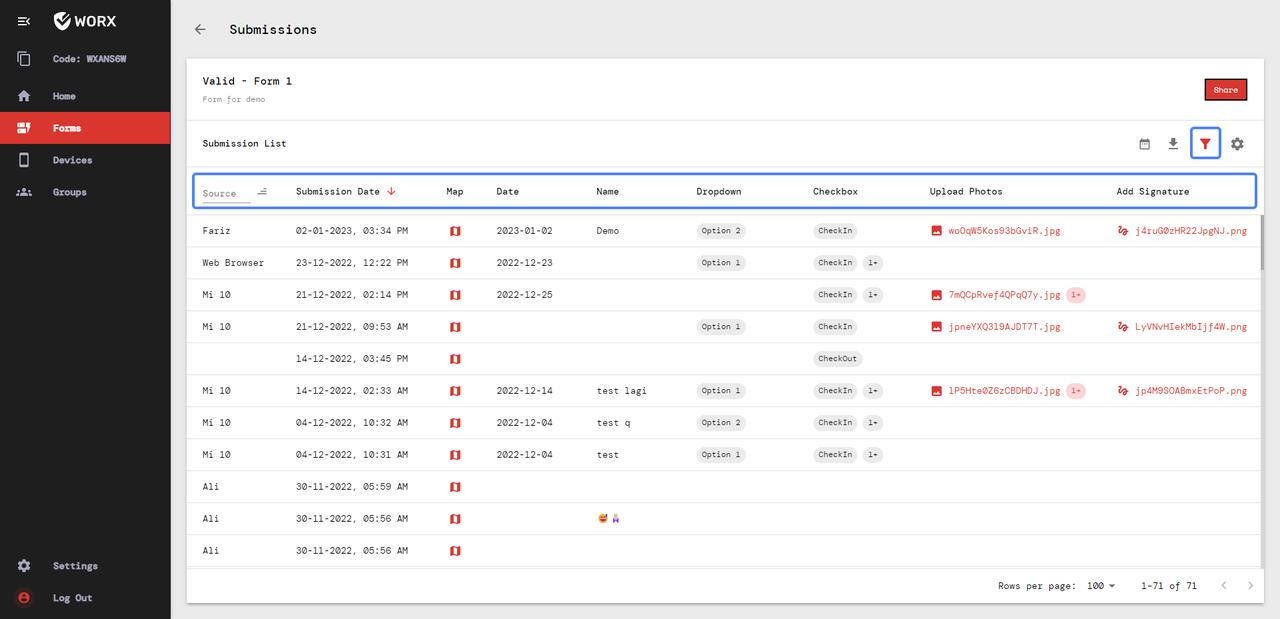 WORX
Code: WXANS6W
Home
Forms
Devices
Groups
Settings
Log Out
Submissions
Valid - Form 1
Form for demo
Share
Submission List
Source Submission Date Map Date Name Dropdown Checkbox Upload Photos Add Signature
Fariz 02-01-2023, 03:34 PM 2023-01-02 Demo Option 2 CheckIn woOqW5Kos93bGviR.jpg j4ruG0zHR22JpgNJ.png
Web Browser 23-12-2022, 12:22 PM 2022-12-23 Option 1 CheckIn 1+
Mi 10 21-12-2022, 02:14 PM 2022-12-25 CheckIn 1+ 7mQCpRvef4QPqQ7y.jpg 1+
Mi 10 21-12-2022, 09:53 AM Option 1 CheckIn jpneYXQ3l9AJDT7T.jpg LyVNvHIekMbIjf4W.png
14-12-2022, 03:45 PM CheckOut
Mi 10 14-12-2022, 02:33 AM 2022-12-14 test lagi Option 1 CheckIn 1+ lP5Hte0Z6zCBDHDJ.jpg 1+ jp4M9SOABmxEtPoP.png
Mi 10 04-12-2022, 10:32 AM 2022-12-04 test q Option 2 CheckIn 1+
Mi 10 04-12-2022, 10:31 AM 2022-12-04 test Option 1 CheckIn 1+
Ali 30-11-2022, 05:59 AM
Ali 30-11-2022, 05:56 AM
Ali 30-11-2022, 05:56 AM
Rows per page: 100 1-71 of 71